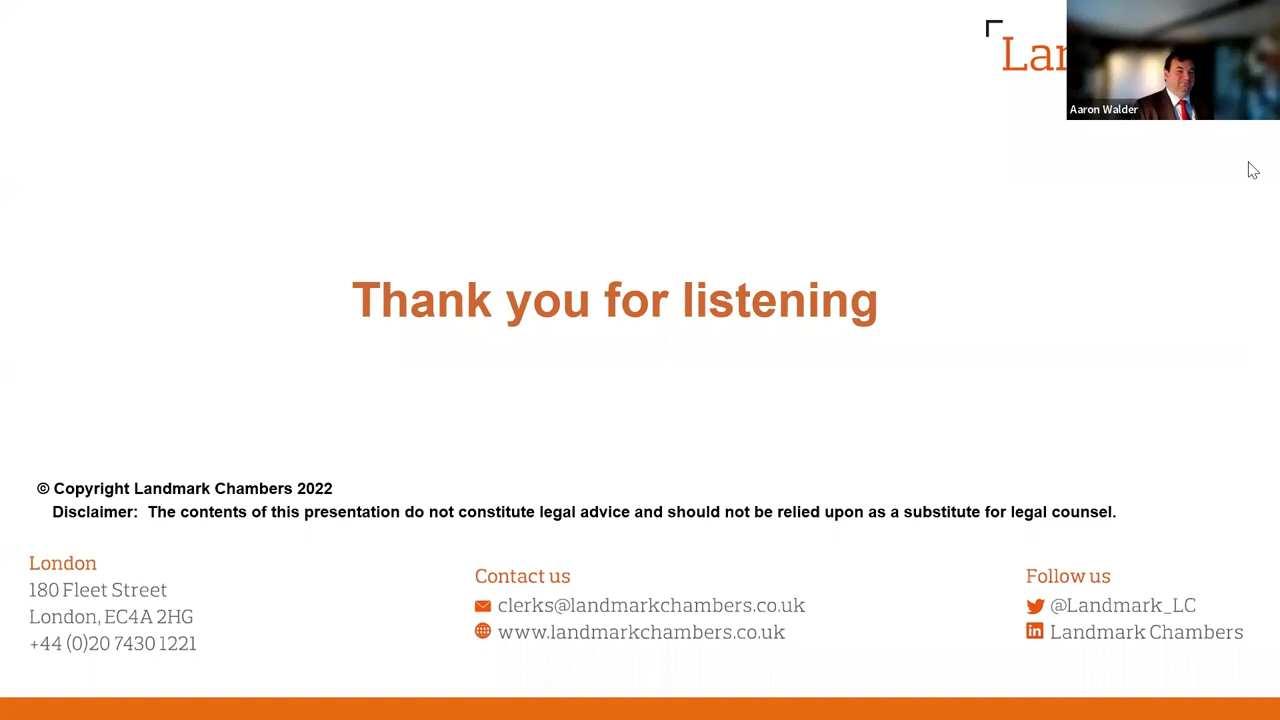 Aaron Walder
Thank you for listening
© Copyright Landmark Chambers 2022
Disclaimer: The contents of this presentation do not constitute legal advice and should not be relied upon as a substitute for legal counsel.
London
180 Fleet Street
London, EC4A 2HG
+44 (0)20 7430 1221
Contact us
clerks@landmarkchambers.co.uk
www.landmarkchambers.co.uk
Follow us
@Landmark_LC
Landmark Chambers